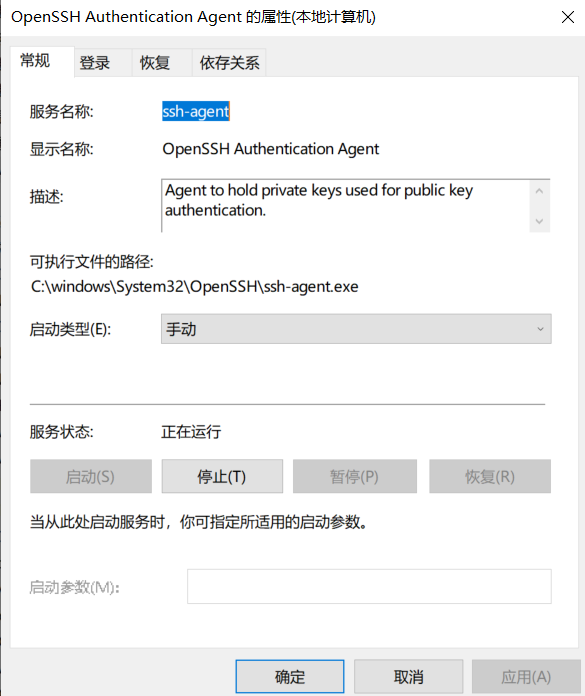 OpenSSH Authentication Agent 的属性(本地计算机)
常规 登录 恢复 依存关系
服务名称: ssh-agent
显示名称: OpenSSH Authentication Agent
描述: Agent to hold private keys used for public key
authentication.
可执行文件的路径:
C:\windows\System32\OpenSSH\ssh-agent.exe
启动类型(E): 手动
服务状态: 正在运行
启动(S) 停止(T) 暂停(P) 恢复(R)
当从此处启动服务时，你可指定所适用的启动参数。
启动参数(M):
确定 取消 应用(A)